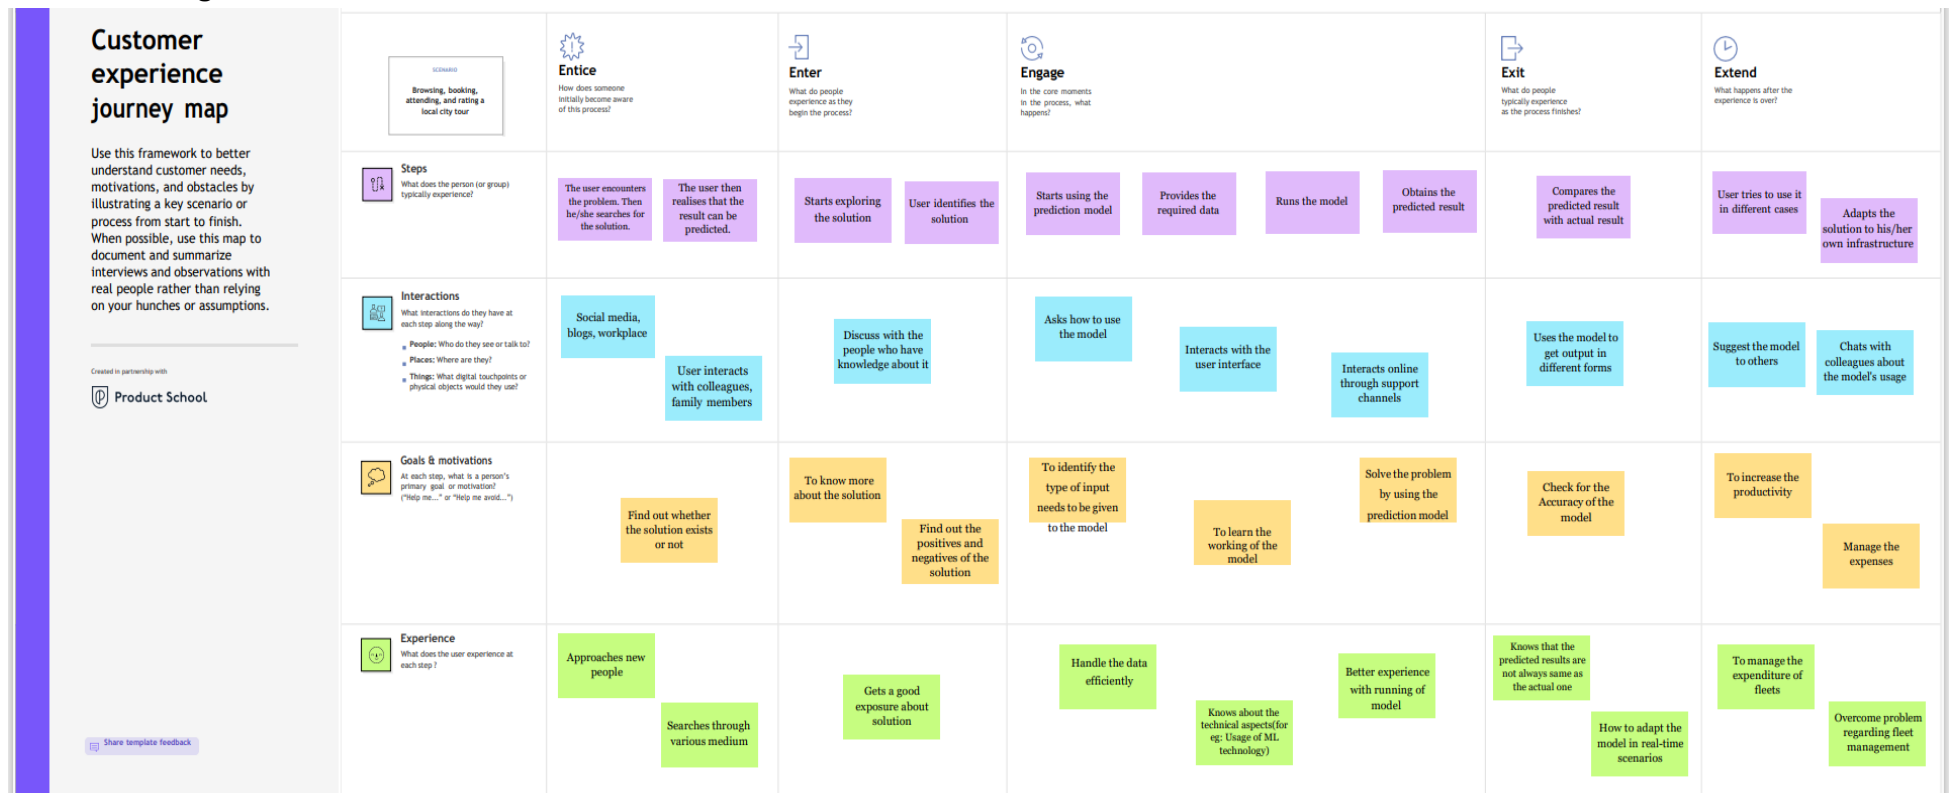 Customer
experience
journey map
Use this framework to better
understand customer needs,
motivations, and obstacles by
illustrating a key scenario or
process from start to finish.
When possible, use this map to
document and summarize
interviews and observations with
real people rather than relying
on your hunches or assumptions.
Created in partnership with
Product School
Share template feedback
SCENARIO
Browsing, booking,
attending, and rating a
local city tour
Entice
How does someone
initially become aware
of this process?
Enter
What do people
experience as they
begin the process?
Engage
In the core moments
in the process, what
happens?
Exit
What do people
typically experience
as the process finishes?
Extend
What happens after the
experience is over?
Steps
What does the person (or group)
typically experience?
The user encounters
the problem. Then
he/she searches for
the solution.
The user then
realises that the
result can be
predicted.
Starts exploring
the solution
User identifies the
solution
Starts using the
prediction model
Provides the
required data
Runs the model
Obtains the
predicted result
Compares the
predicted result
with actual result
User tries to use it
in different cases
Adapts the
solution to his/her
own infrastructure
Interactions
What interactions do they have at
each step along the way?
People: Who do they see or talk to?
Places: Where are they?
Things: What digital touchpoints or
physical objects would they use?
Social media,
blogs, workplace
User interacts
with colleagues,
family members
Discuss with the
people who have
knowledge about it
Asks how to use
the model
Interacts with the
user interface
Interacts online
through support
channels
Uses the model to
get output in
different forms
Suggest the model
to others
Chats with
colleagues about
the model's usage
Goals & motivations
At each step, what is a person's
primary goal or motivation?
("Help me..." or "Help me avoid...")
Find out whether
the solution exists
or not
To know more
about the solution
Find out the
positives and
negatives of the
solution
To identify the
type of input
needs to be given
to the model
To learn the
working of the
model
Solve the problem
by using the
prediction model
Check for the
Accuracy of the
model
To increase the
productivity
Manage the
expenses
Experience
What does the user experience at
each step ?
Approaches new
people
Searches through
various medium
Gets a good
exposure about
solution
Handle the data
efficiently
Knows about the
technical aspects(for
eg: Usage of ML
technology)
Better experience
with running of
model
Knows that the
predicted results are
not always same as
the actual one
How to adapt the
model in real-time
scenarios
To manage the
expenditure of
fleets
Overcome problem
regarding fleet
management